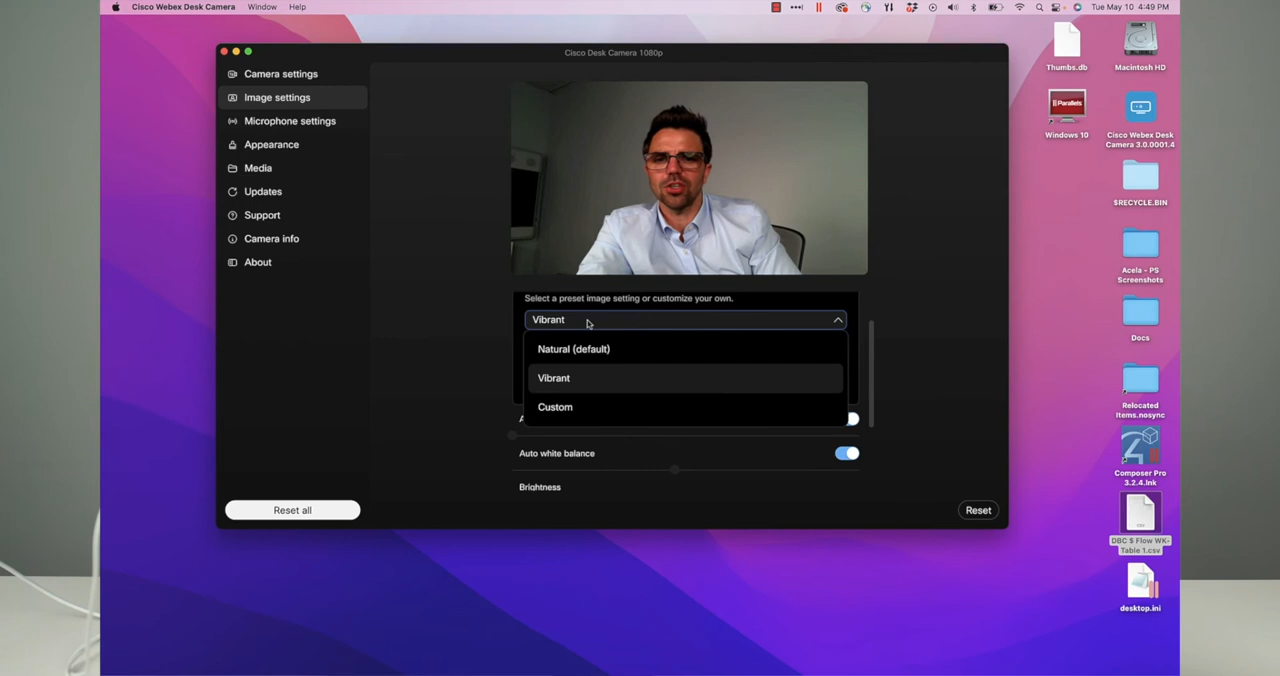 Cisco Webex Desk Camera Window Help
Tue May 10 4:49 PM
Cisco Desk Camera 1080p
Camera settings
Image settings
Microphone settings
Appearance
Media
Updates
Support
Camera info
About
Reset all
Select a preset image setting or customize your own.
Vibrant
Natural (default)
Vibrant
Custom
Auto white balance
Brightness
Reset
Thumbs.db
Macintosh HD
Parallels
Windows 10
Cisco Webex Desk
Camera 3.0.0001.4
$RECYCLE.BIN
Acela - PS
Screenshots
Docs
Relocated
Items.nosync
Composer Pro
3.2.4.lnk
CSV
DBC $ Flow WK-
Table 1.csv
desktop.ini